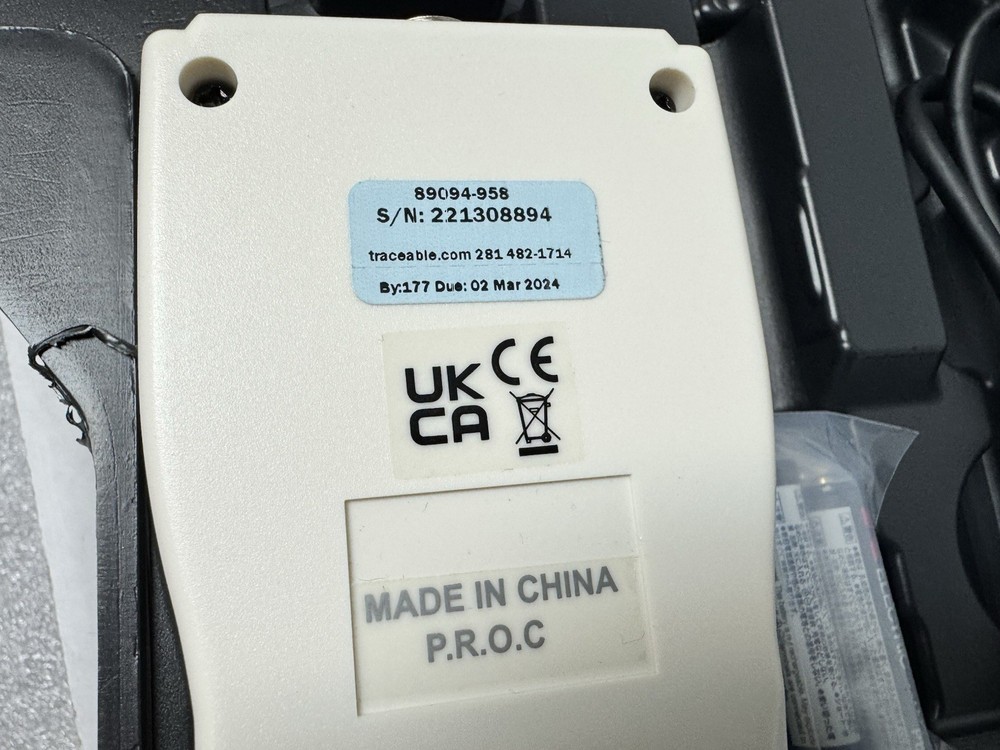 89094-958
S/N: 221308894
traceable.com 281 482-1714
By:177 Due: 02 Mar 2024
UK
CA
CE
MADE IN CHINA
P.R.O.C